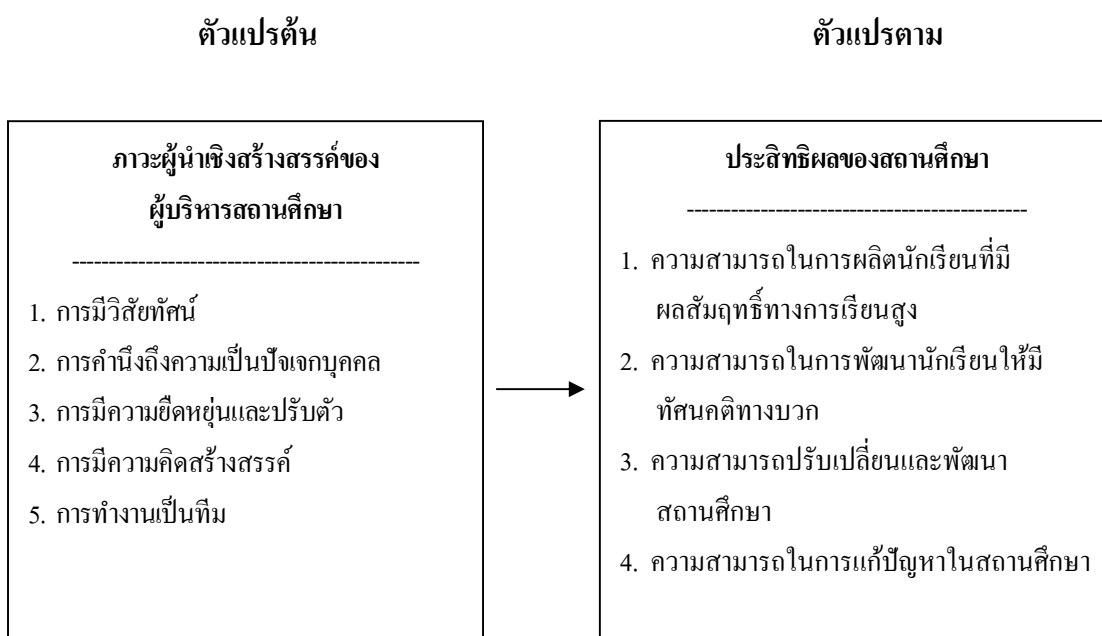 ตัวแปรต้น
ตัวแปรตาม
ภาวะผู้นำเชิงสร้างสรรค์ของ
ผู้บริหารสถานศึกษา
-----------------------------------------------
1. การมีวิสัยทัศน์
2. การคำนึงถึงความเป็นปัจเจกบุคคล
3. การมีความยืดหยุ่นและปรับตัว
4. การมีความคิดสร้างสรรค์
5. การทำงานเป็นทีม
ประสิทธิผลของสถานศึกษา
----------------------------------------------
1. ความสามารถในการผลิตนักเรียนที่มี
ผลสัมฤทธิ์ทางการเรียนสูง
2. ความสามารถในการพัฒนานักเรียนให้มี
ทัศนคติทางบวก
3. ความสามารถปรับเปลี่ยนและพัฒนา
สถานศึกษา
4. ความสามารถในการแก้ปัญหาในสถานศึกษา